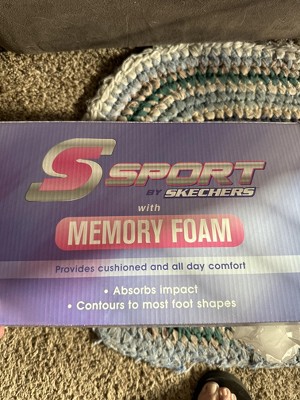 S SPORT
BY SKECHERS
with
MEMORY FOAM
Provides cushioned and all day comfort
• Absorbs impact
• Contours to most foot shapes